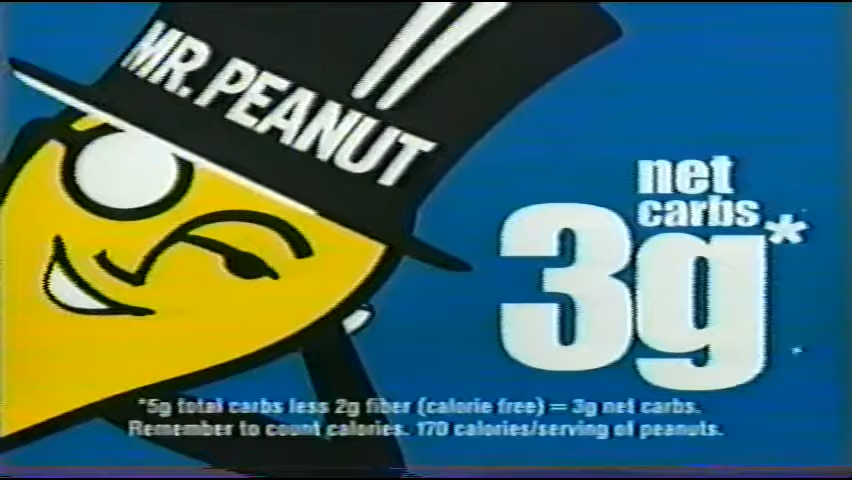 MR. PEANUT
net
carbs
3g*
*5g total carbs less 2g fiber (calorie free) = 3g net carbs.
Remember to count calories. 170 calories/serving of peanuts.